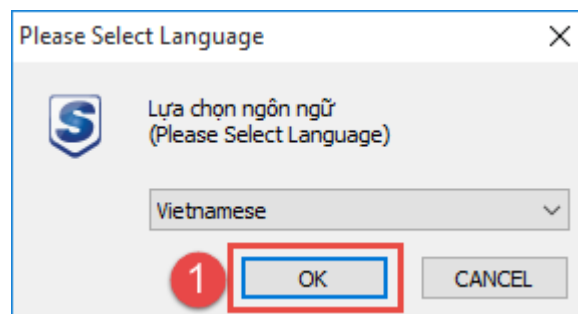 Please Select Language
Lựa chọn ngôn ngữ
(Please Select Language)
Vietnamese
1
OK
CANCEL